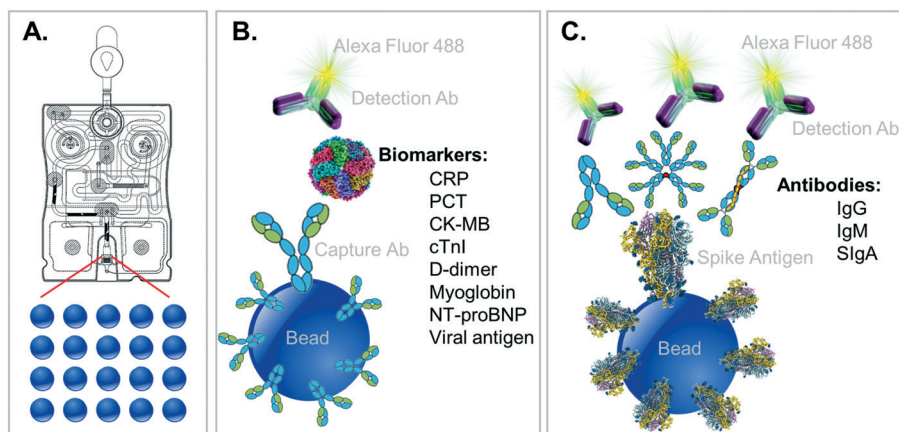 A.
B.
Alexa Fluor 488
Detection Ab
Biomarkers:
CRP
PCT
CK-MB
cTnI
D-dimer
Myoglobin
NT-proBNP
Viral antigen
Capture Ab
Bead
C.
Alexa Fluor 488
Detection Ab
Antibodies:
IgG
IgM
SIgA
Spike Antigen
Bead